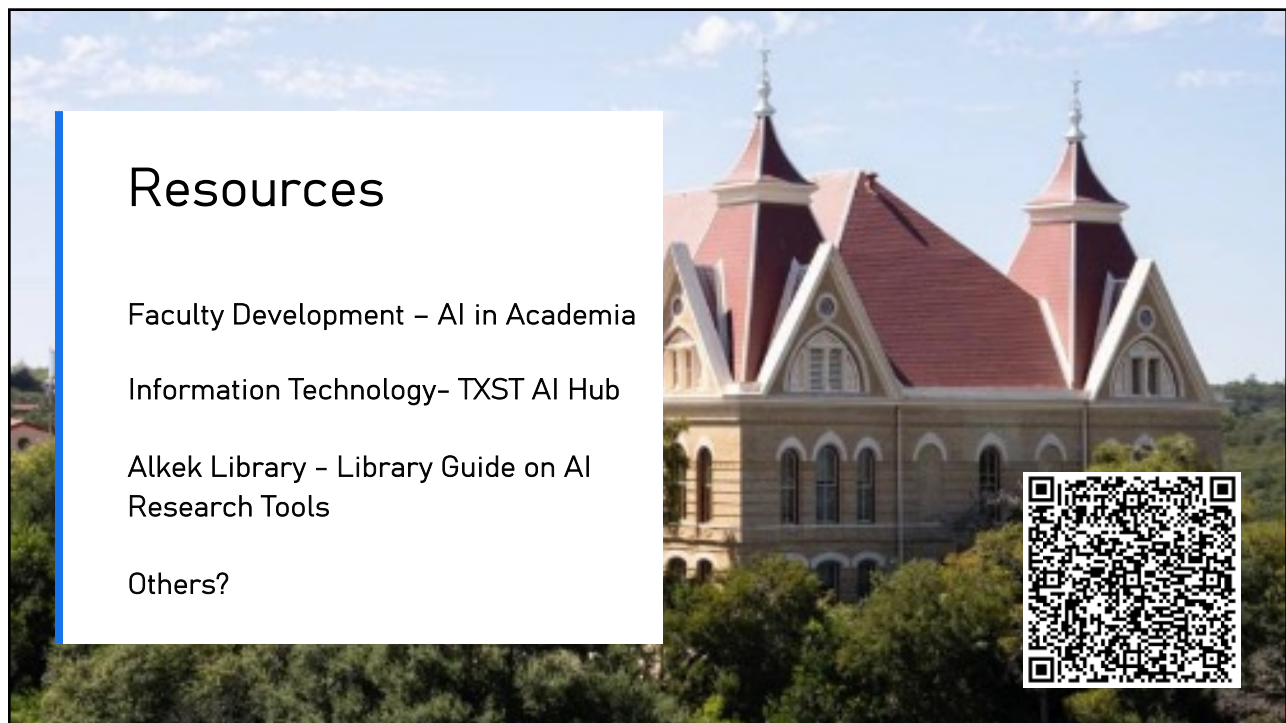 Resources
Faculty Development – AI in Academia
Information Technology– TXST AI Hub
Alkek Library - Library Guide on AI
Research Tools
Others?